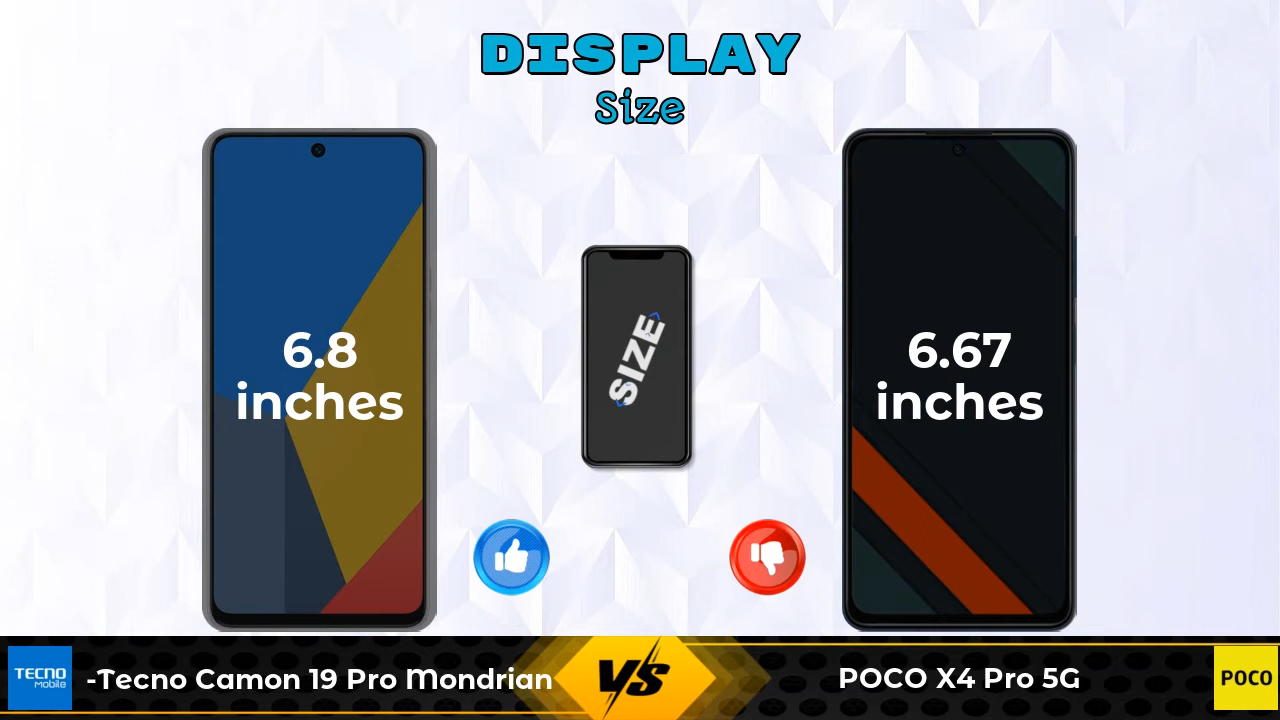 DISPLAY
Size
6.8
inches
SIZE
6.67
inches
TECNO
mobile
-Tecno Camon 19 Pro Mondrian
VS
POCO X4 Pro 5G
POCO